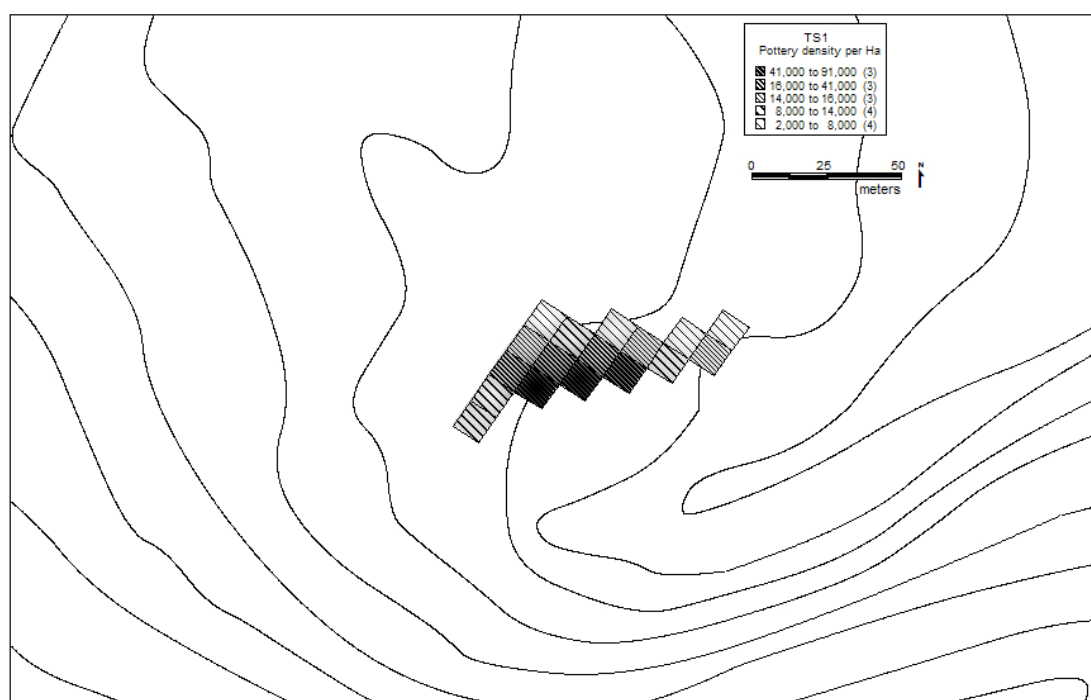 TS1
Pottery density per Ha
41,000 to 91,000 (3)
16,000 to 41,000 (3)
14,000 to 16,000 (3)
8,000 to 14,000 (4)
2,000 to 8,000 (4)
0 25 50
N
meters